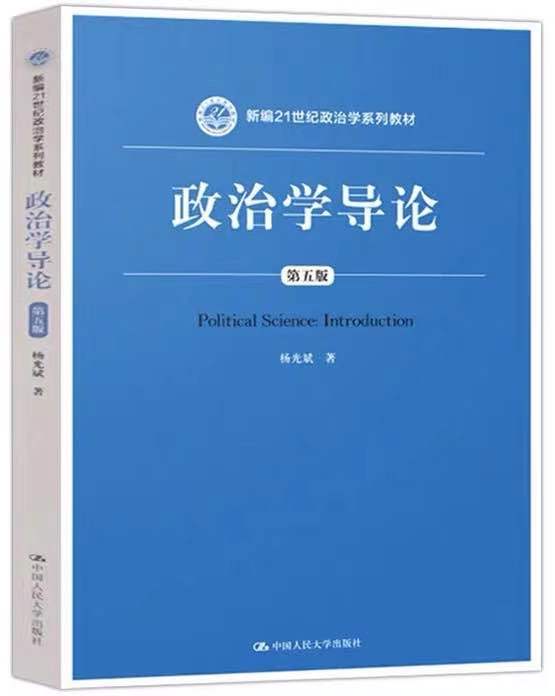 新编21世纪政治学系列教材
政治学导论
第五版
杨光斌 著
中国人民大学出版社
21
新编21世纪政治学系列教材
政治学导论
第五版
Political Science: Introduction
杨光斌 著
中国人民大学出版社